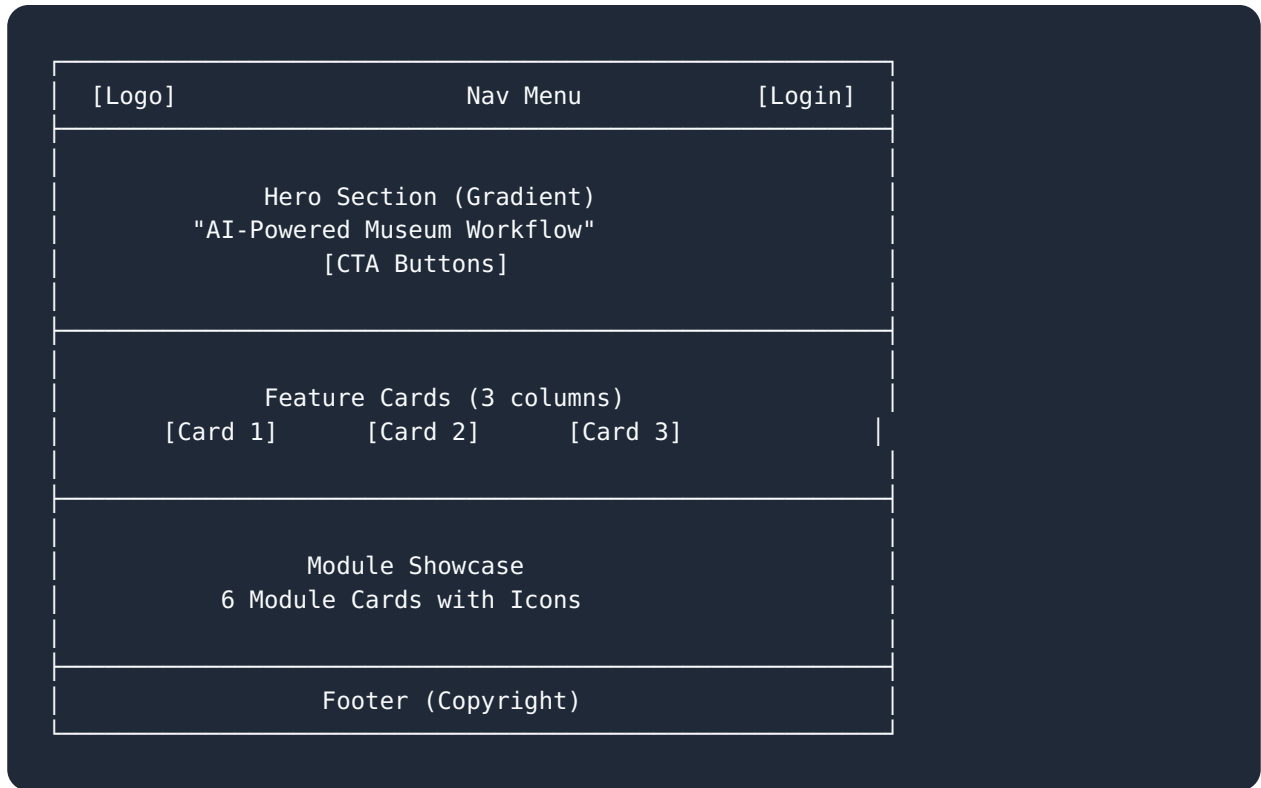 [Logo] Nav Menu [Login]
Hero Section (Gradient)
"AI-Powered Museum Workflow"
[CTA Buttons]
Feature Cards (3 columns)
[Card 1] [Card 2] [Card 3]
Module Showcase
6 Module Cards with Icons
Footer (Copyright)